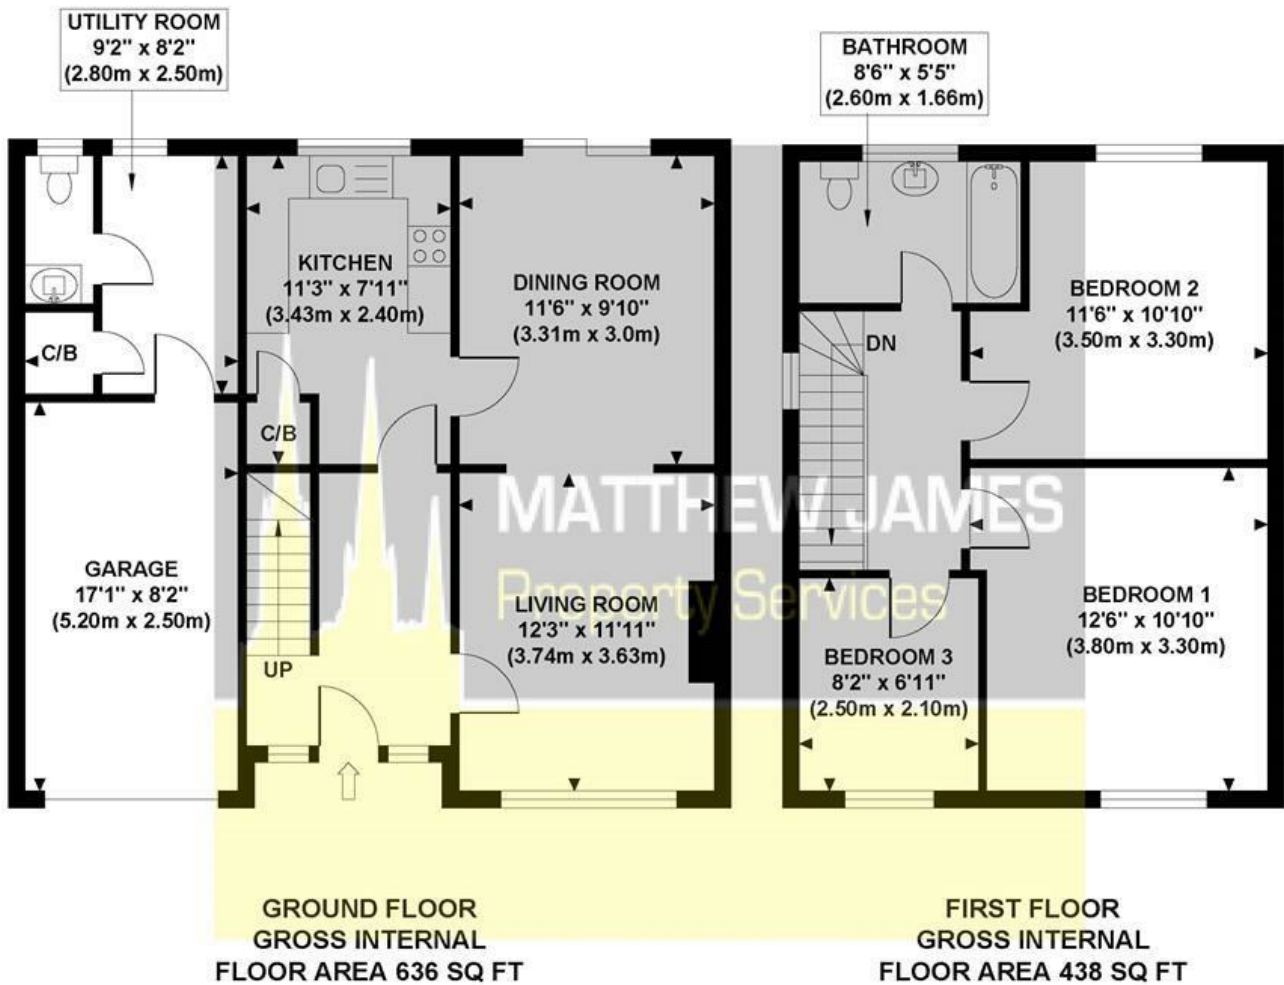 UTILITY ROOM
9'2" x 8'2"
(2.80m x 2.50m)
BATHROOM
8'6" x 5'5"
(2.60m x 1.66m)
KITCHEN
11'3" x 7'11"
(3.43m x 2.40m)
DINING ROOM
11'6" x 9'10"
(3.31m x 3.0m)
C/B
C/B
DN
BEDROOM 2
11'6" x 10'10"
(3.50m x 3.30m)
MATTHEW JAMES
Property Services
GARAGE
17'1" x 8'2"
(5.20m x 2.50m)
UP
LIVING ROOM
12'3" x 11'11"
(3.74m x 3.63m)
BEDROOM 3
8'2" x 6'11"
(2.50m x 2.10m)
BEDROOM 1
12'6" x 10'10"
(3.80m x 3.30m)
GROUND FLOOR
GROSS INTERNAL
FLOOR AREA 636 SQ FT
FIRST FLOOR
GROSS INTERNAL
FLOOR AREA 438 SQ FT